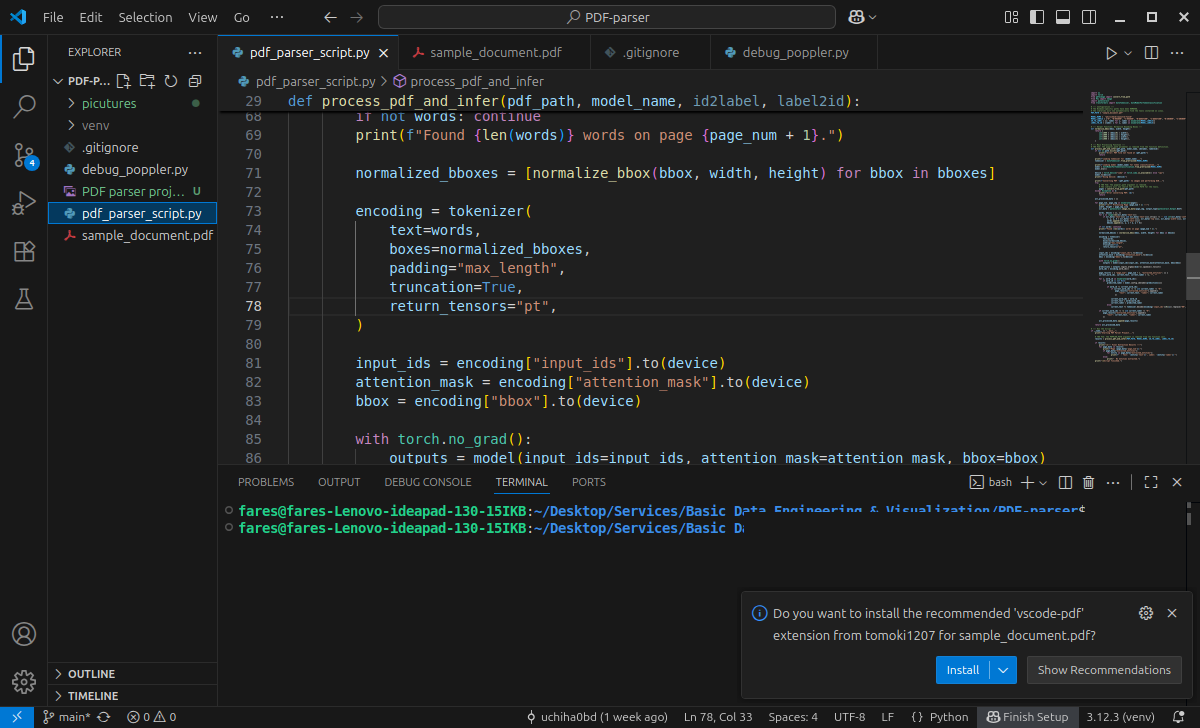 File Edit Selection View Go ··· PDF-parser
EXPLORER ···
pdf_parser_script.py sample_document.pdf .gitignore debug_poppler.py
PDF-P...
picutures
venv
.gitignore
debug_poppler.py
PDF parser proj... U
pdf_parser_script.py
sample_document.pdf
OUTLINE
TIMELINE
pdf_parser_script.py > process_pdf_and_infer
29 def process_pdf_and_infer(pdf_path, model_name, id2label, label2id):
68 if not words: continue
69 print(f"Found {len(words)} words on page {page_num + 1}.")
70
71 normalized_bboxes = [normalize_bbox(bbox, width, height) for bbox in bboxes]
72
73 encoding = tokenizer(
74 text=words,
75 boxes=normalized_bboxes,
76 padding="max_length",
77 truncation=True,
78 return_tensors="pt",
79 )
80
81 input_ids = encoding["input_ids"].to(device)
82 attention_mask = encoding["attention_mask"].to(device)
83 bbox = encoding["bbox"].to(device)
84
85 with torch.no_grad():
86 outputs = model(input_ids=input_ids, attention_mask=attention_mask, bbox=bbox)
PROBLEMS OUTPUT DEBUG CONSOLE TERMINAL PORTS bash
fares@fares-Lenovo-ideapad-130-15IKB:~/Desktop/Services/Basic Data Engineering & Visualization/PDF-parser$
fares@fares-Lenovo-ideapad-130-15IKB:~/Desktop/Services/Basic Da
Do you want to install the recommended 'vscode-pdf'
extension from tomoki1207 for sample_document.pdf?
Install Show Recommendations
4
main* 0 0 uchiha0bd (1 week ago) Ln 78, Col 33 Spaces: 4 UTF-8 LF {} Python Finish Setup 3.12.3 (venv)